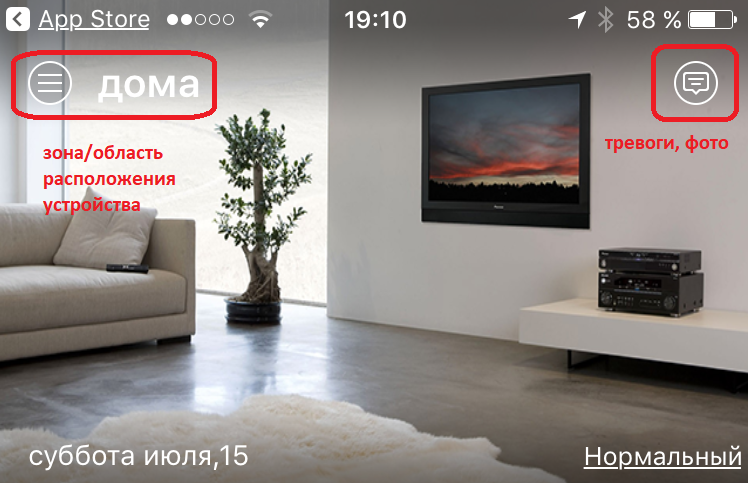 App Store
19:10
58 %
дома
зона/область
расположения
устройства
тревоги, фото
суббота июля,15
Нормальный